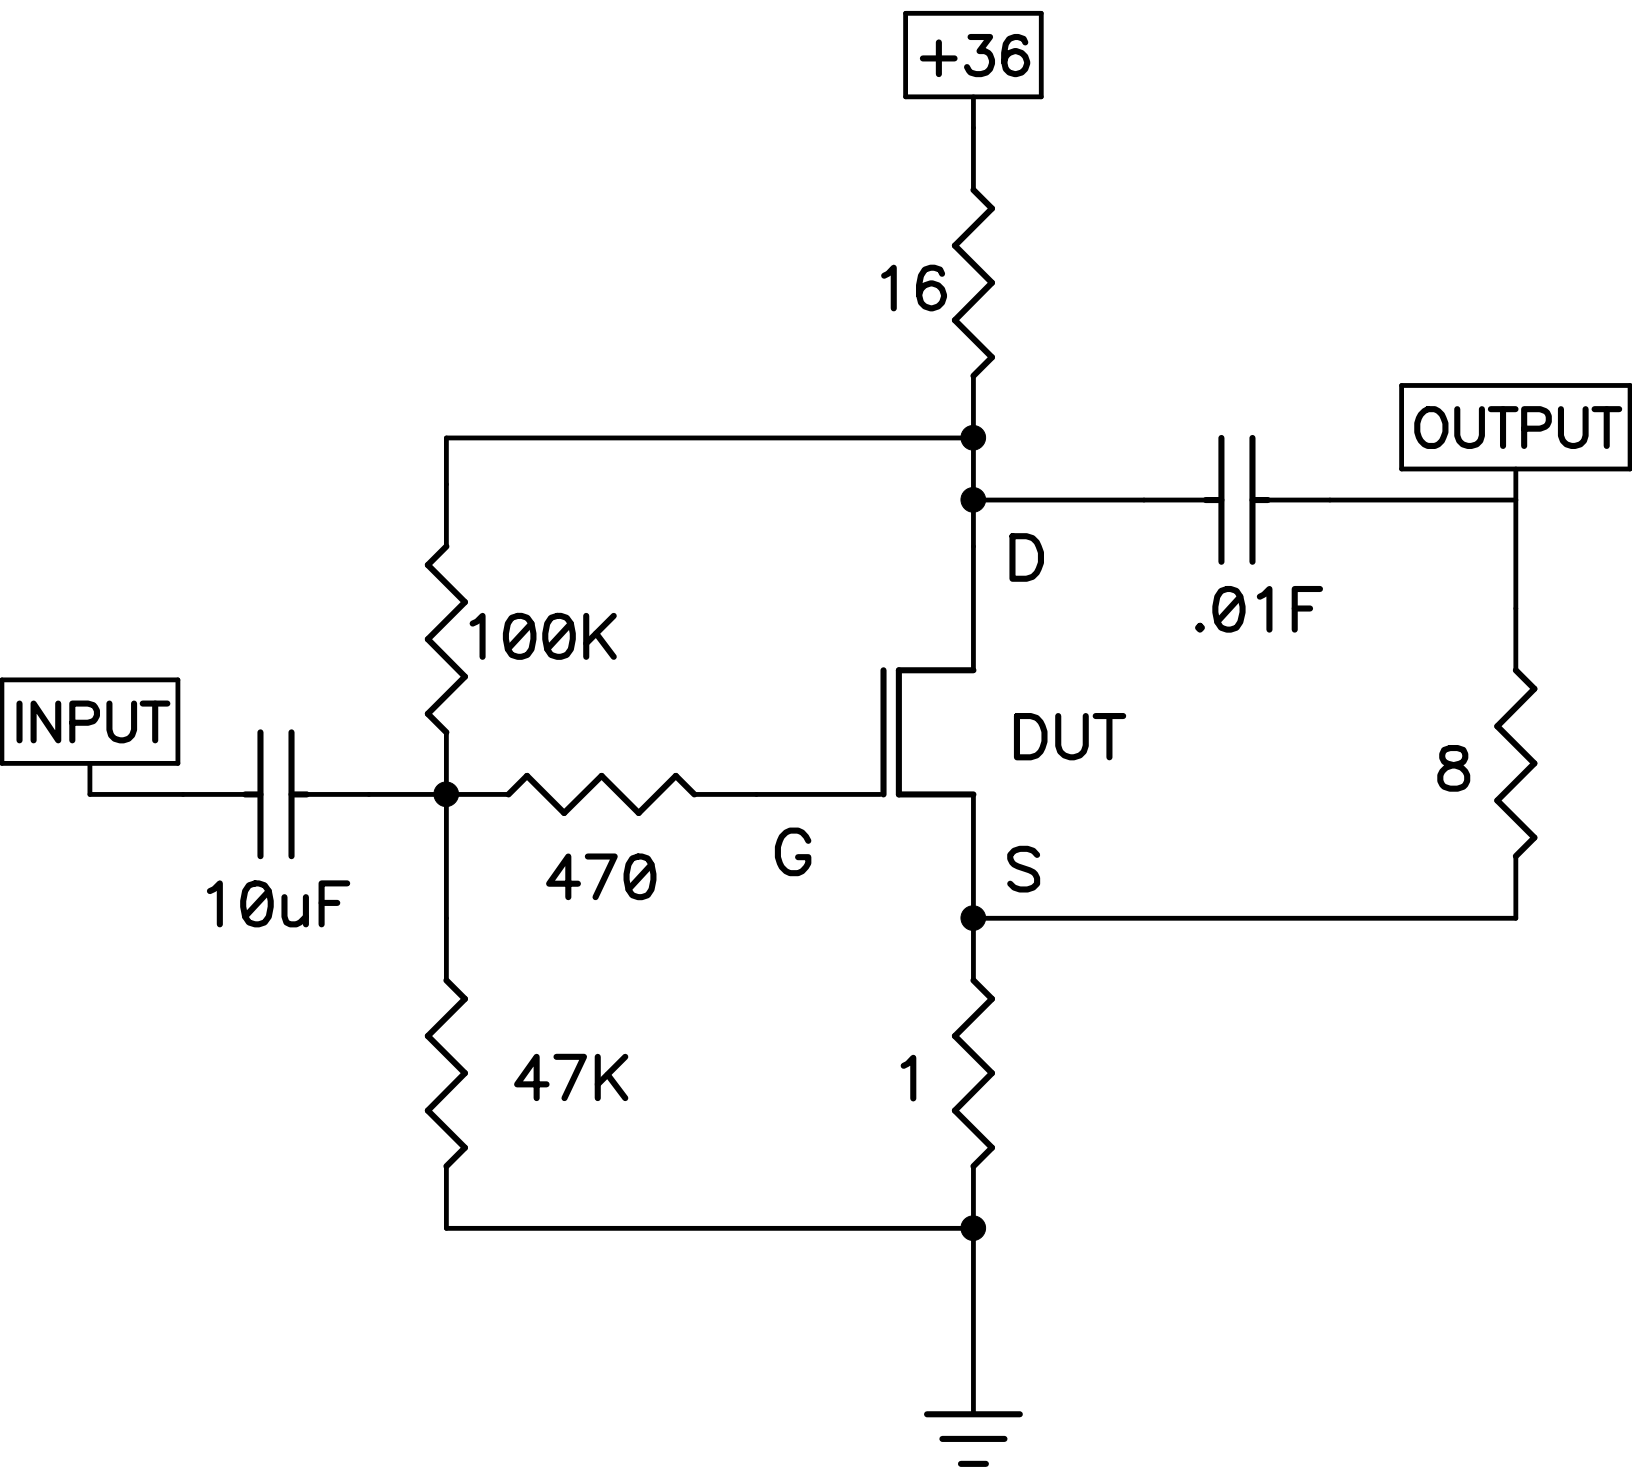 +36
16
OUTPUT
D
.01F
100K
INPUT
DUT
8
G
S
470
10uF
47K
1